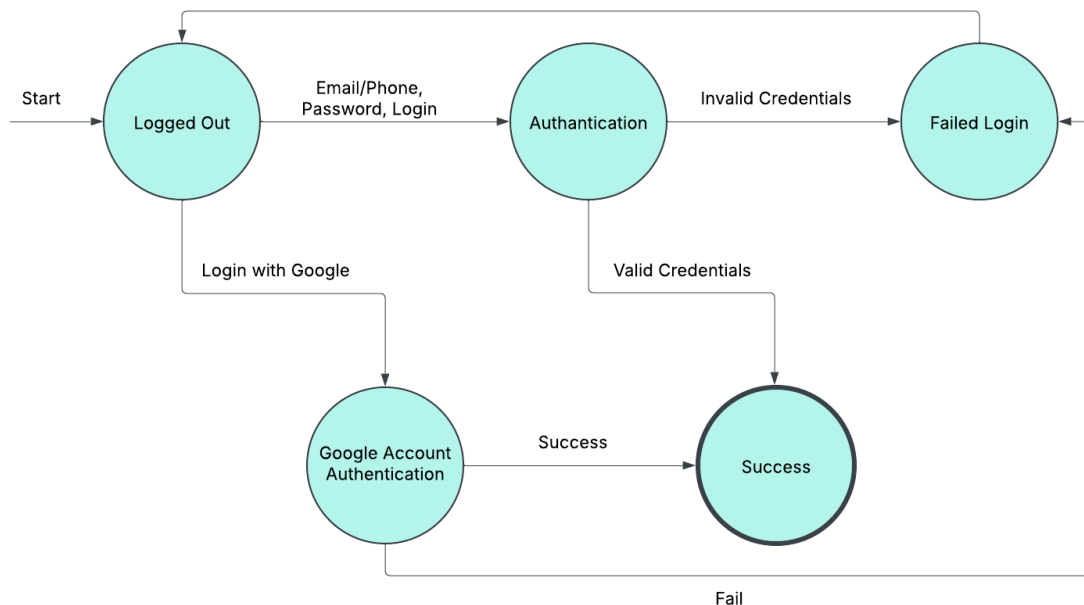 Start
Logged Out
Email/Phone,
Password, Login
Authantication
Invalid Credentials
Failed Login
Login with Google
Valid Credentials
Google Account
Authentication
Success
Success
Fail